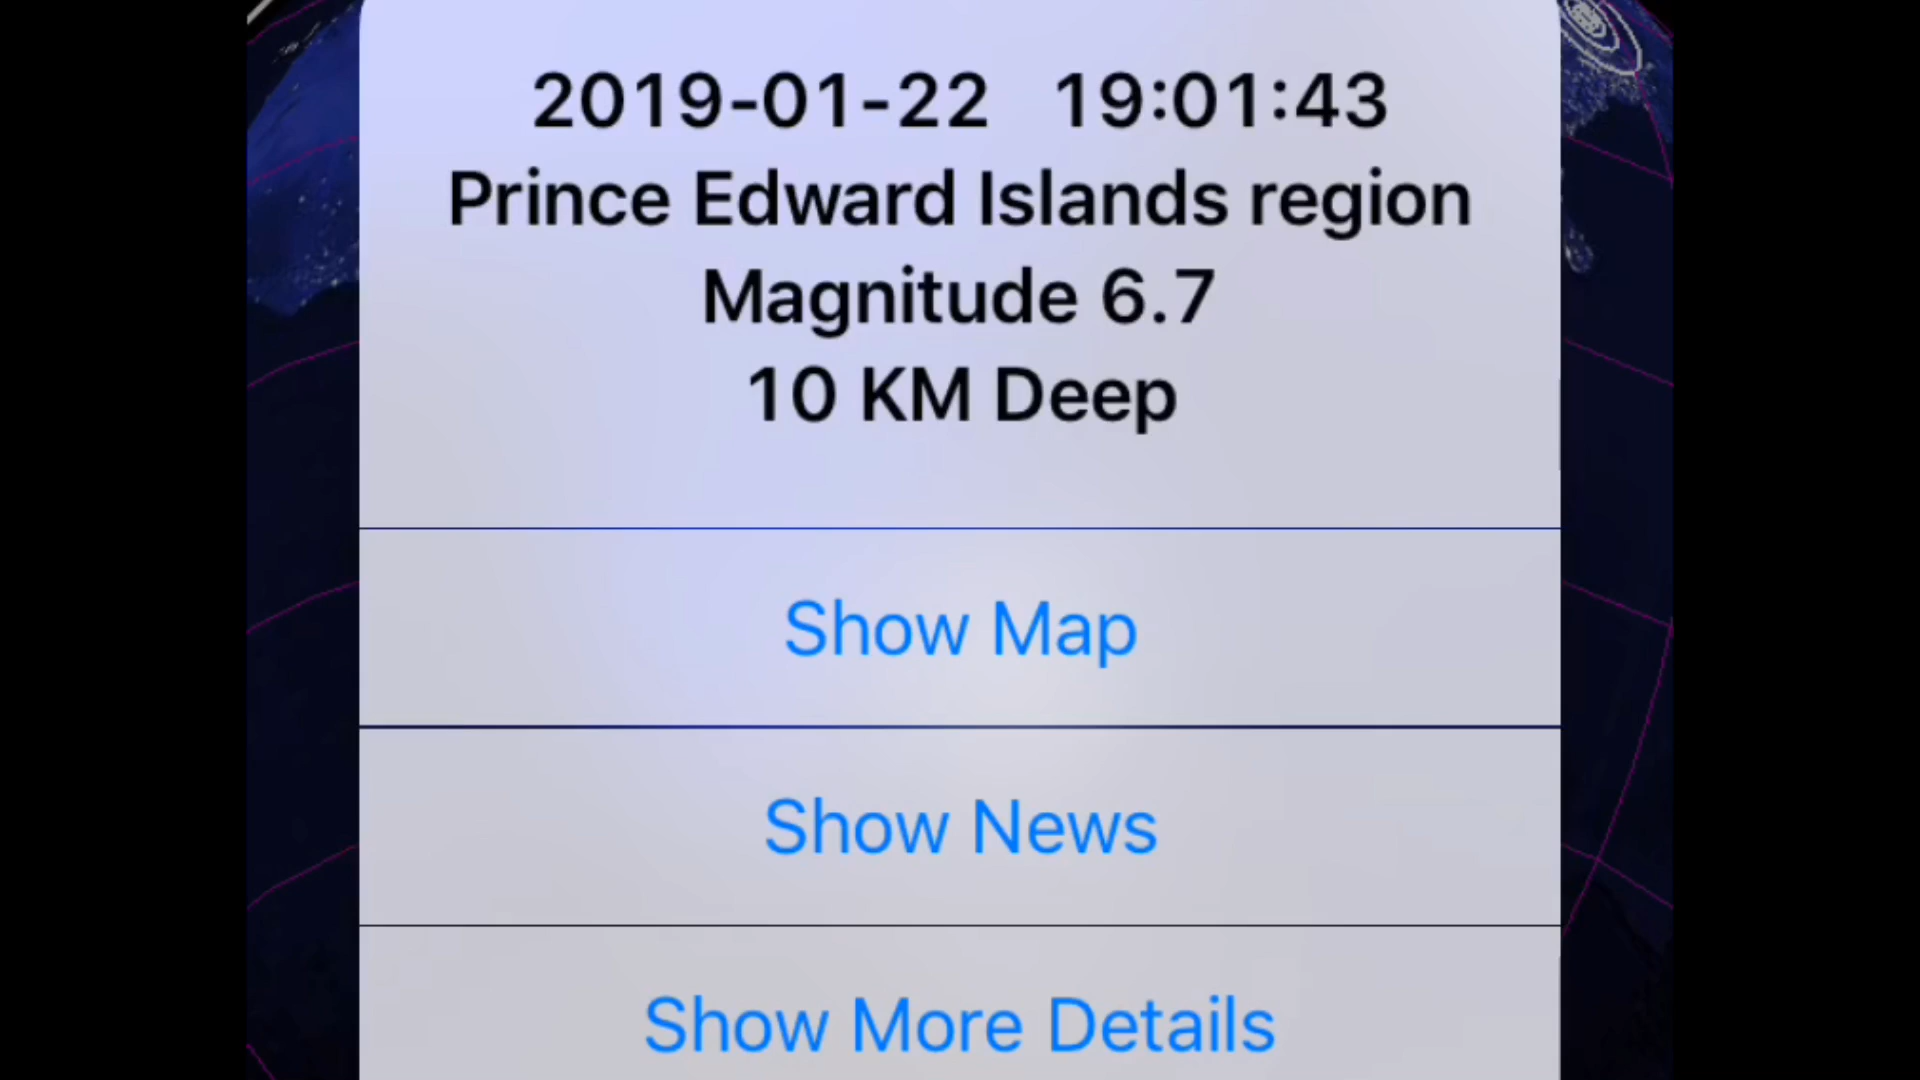 2019-01-22 19:01:43
Prince Edward Islands region
Magnitude 6.7
10 KM Deep
Show Map
Show News
Show More Details